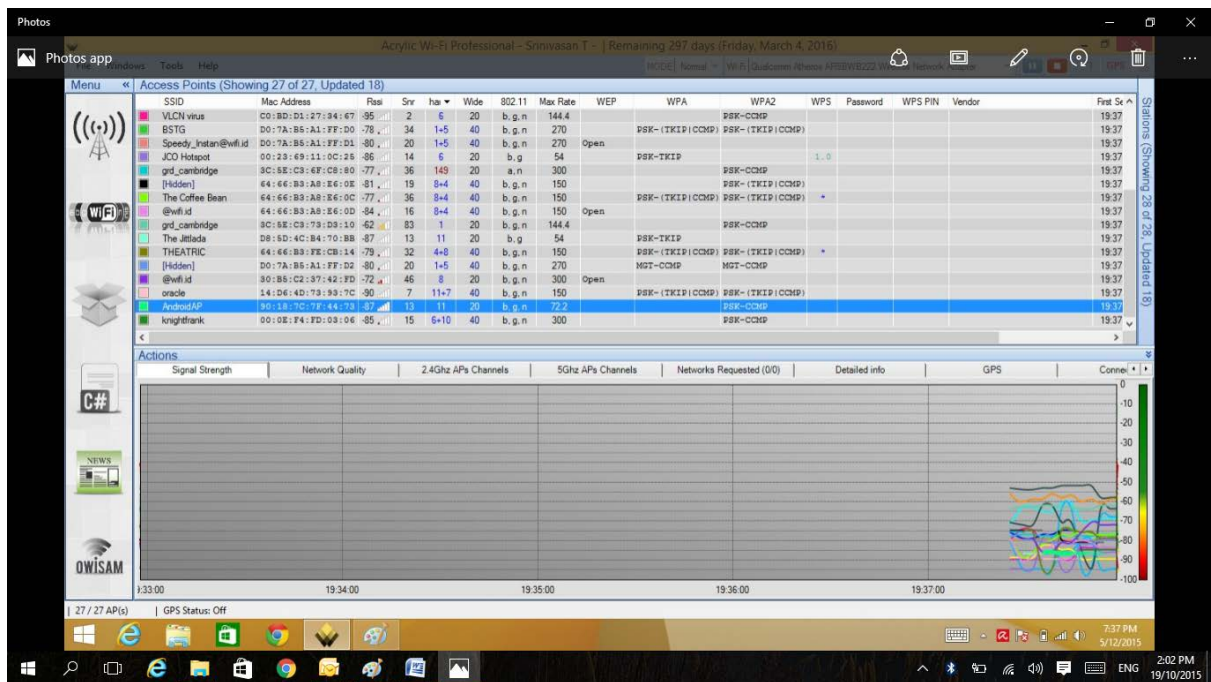 Photos
Photos app
Acrylic Wi-Fi Professional - Srinivasan T - | Remaining 297 days (Friday, March 4, 2016)
Windows Tools Help
Menu « Access Points (Showing 27 of 27, Updated 18)
SSID Mac Address Rssi Snr Wide 802.11 Max Rate WEP WPA WPA2 WPS Password WPS PIN Vendor First Se
VLCN virus C0:BD:D1:27:34:67 -95 2 6 20 b, g, n 144.4 PSK-CCMP 19:37
BSTG D0:7A:B5:A1:FF:D0 -78 34 1+5 40 b, g, n 270 PSK-(TKIP|CCMP) PSK-(TKIP|CCMP) 19:37
Speedy_Instan@wifi.id D0:7A:B5:A1:FF:D1 -80 20 1+5 40 b, g, n 270 Open 19:37
JCO Hotspot 00:23:69:11:0C:25 -86 14 6 20 b, g 54 PSK-TKIP 1.0 19:37
grd_cambridge 3C:5E:C3:6F:C8:80 -77 36 149 20 a, n 300 PSK-CCMP 19:37
[Hidden] 64:66:B3:A8:E6:0E -81 19 8+4 40 b, g, n 150 PSK-(TKIP|CCMP) 19:37
The Coffee Bean 64:66:B3:A8:E6:0C -77 36 8+4 40 b, g, n 150 PSK-(TKIP|CCMP) PSK-(TKIP|CCMP) * 19:37
@wifi.id 64:66:B3:A8:E6:0D -84 16 8+4 40 b, g, n 150 Open 19:37
grd_cambridge 3C:5E:C3:73:D3:10 -62 83 1 20 b, g, n 144.4 PSK-CCMP 19:37
The Jittlada D8:5D:4C:B4:70:BB -87 13 11 20 b, g 54 PSK-TKIP 19:37
THEATRIC 64:66:B3:FE:CB:14 -79 32 4+8 40 b, g, n 150 PSK-(TKIP|CCMP) PSK-(TKIP|CCMP) * 19:37
[Hidden] D0:7A:B5:A1:FF:D2 -80 20 1+5 40 b, g, n 270 MGT-CCMP MGT-CCMP 19:37
@wifi.id 30:B5:C2:37:42:FD -72 46 8 40 b, g, n 300 Open 19:37
oracle 14:D6:4D:73:93:7C -90 7 11+7 40 b, g, n 150 PSK-(TKIP|CCMP) PSK-(TKIP|CCMP) 19:37
AndroidAP 90:18:7C:7F:44:73 -87 13 11 20 b, g, n 72.2 PSK-CCMP 19:37
knightfrank 00:0E:F4:FD:03:06 -85 15 6+10 40 b, g, n 300 PSK-CCMP 19:37
Stations (Showing 28 of 28, Updated 18)
WiFi
C#
NEWS
OWISAM
Actions
Signal Strength Network Quality 2.4Ghz APs Channels 5Ghz APs Channels Networks Requested (0/0) Detailed info GPS Connec
0
-10
-20
-30
-40
-50
-60
-70
-80
-90
-100
:33:00 19:34:00 19:35:00 19:36:00 19:37:00
27 / 27 AP(s) | GPS Status: Off
7:37 PM
5/12/2015
ENG
2:02 PM
19/10/2015